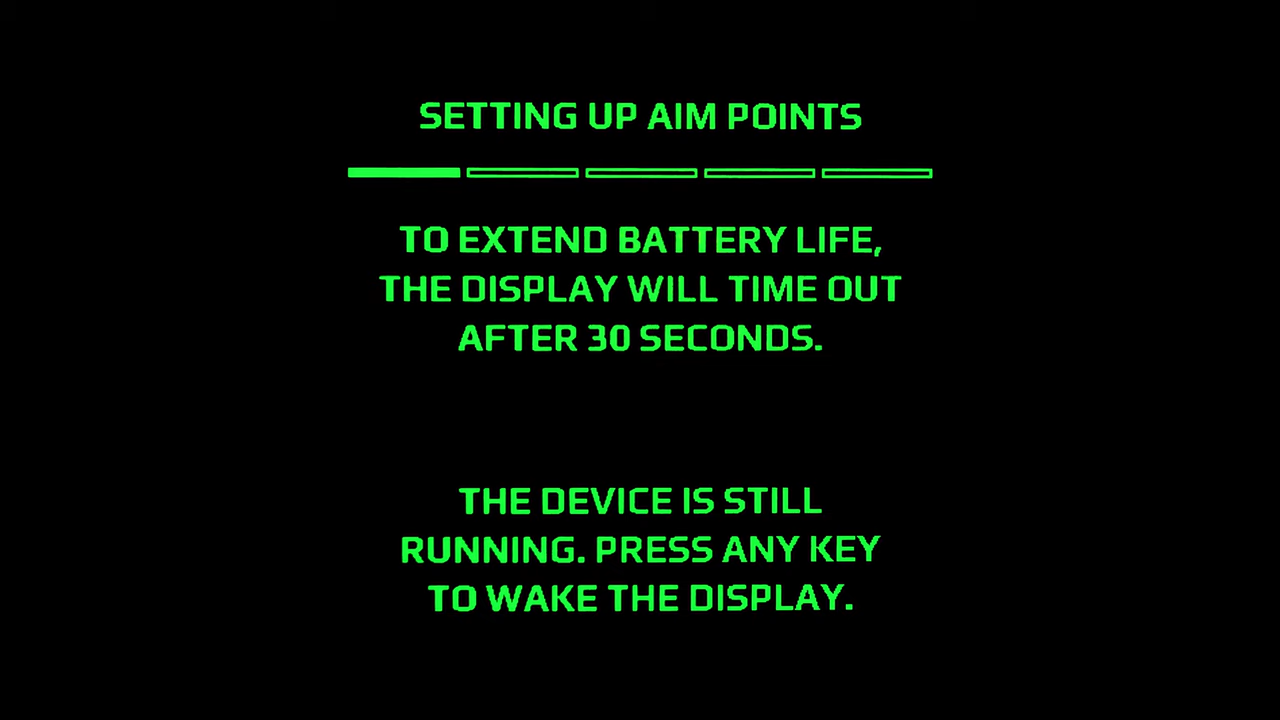 SETTING UP AIM POINTS
TO EXTEND BATTERY LIFE,
THE DISPLAY WILL TIME OUT
AFTER 30 SECONDS.
THE DEVICE IS STILL
RUNNING. PRESS ANY KEY
TO WAKE THE DISPLAY.